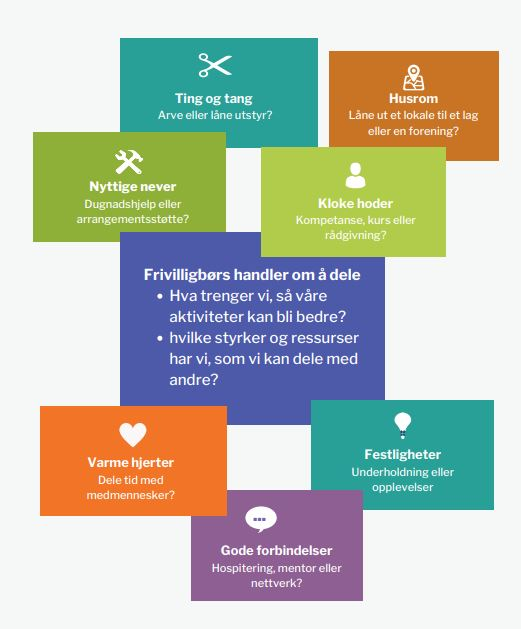 Ting og tang
Arve eller låne utstyr?
Husrom
Låne ut et lokale til et lag
eller en forening?
Nyttige never
Dugnadshjelp eller
arrangementsstøtte?
Kloke hoder
Kompetanse, kurs eller
rådgivning?
Frivilligbørs handler om å dele
• Hva trenger vi, så våre
aktiviteter kan bli bedre?
• hvilke styrker og ressurser
har vi, som vi kan dele med
andre?
Varme hjerter
Dele tid med
medmennesker?
Festligheter
Underholdning eller
opplevelser
Gode forbindelser
Hospitering, mentor eller
nettverk?